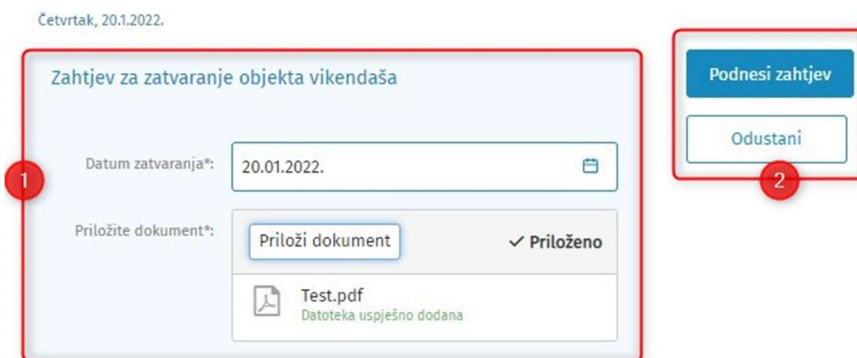 Četvrtak, 20.1.2022.
Zahtjev za zatvaranje objekta vikendaša
Podnesi zahtjev
Odustani
Datum zatvaranja*:
20.01.2022.
1
2
Priložite dokument*:
Priloži dokument
Priloženo
Test.pdf
Datoteka uspješno dodana